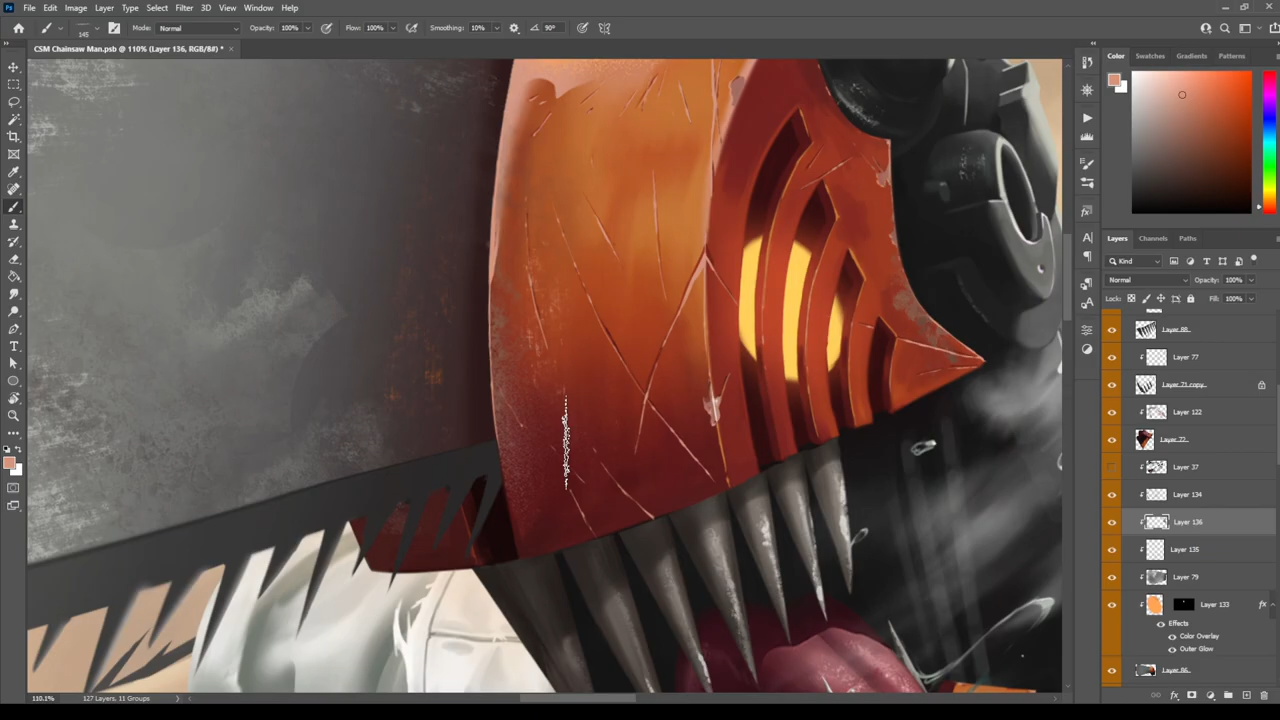 Ps File Edit Image Layer Type Select Filter 3D View Window Help
145 Mode: Normal Opacity: 100% Flow: 100% Smoothing: 10% 90°
CSM Chainsaw Man.psb @ 110% (Layer 136, RGB/8#) * ×
Color Swatches Gradients Patterns
Layers Channels Paths
Kind
Normal Opacity: 100%
Lock: Fill: 100%
Layer 88
Layer 77
Layer 71 copy
Layer 122
Layer 72
Layer 37
Layer 134
Layer 136
Layer 135
Layer 79
Layer 133 fx
Effects
Color Overlay
Outer Glow
Layer 86
110.1% 127 Layers, 11 Groups